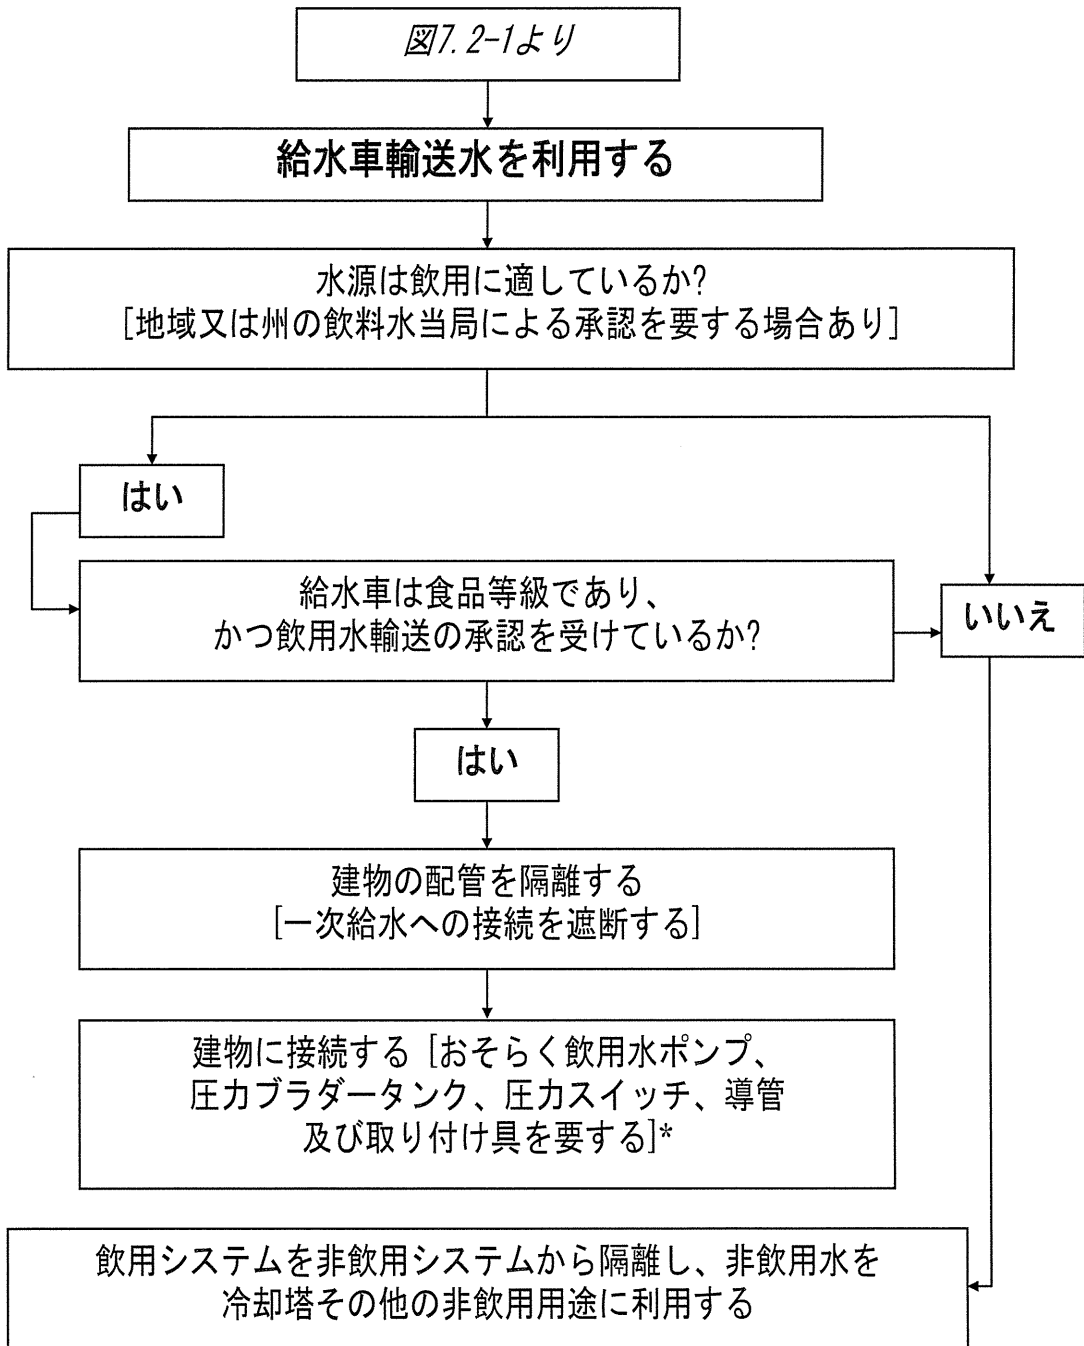 図7.2-1より
給水車輸送水を利用する
水源は飲用に適しているか?
[地域又は州の飲料水当局による承認を要する場合あり]
はい
給水車は食品等級であり、
かつ飲用水輸送の承認を受けているか?
いいえ
はい
建物の配管を隔離する
[一次給水への接続を遮断する]
建物に接続する [おそらく飲用水ポンプ、
圧力ブラダータンク、圧力スイッチ、導管
及び取り付け具を要する]*
飲用システムを非飲用システムから隔離し、非飲用水を
冷却塔その他の非飲用用途に利用する